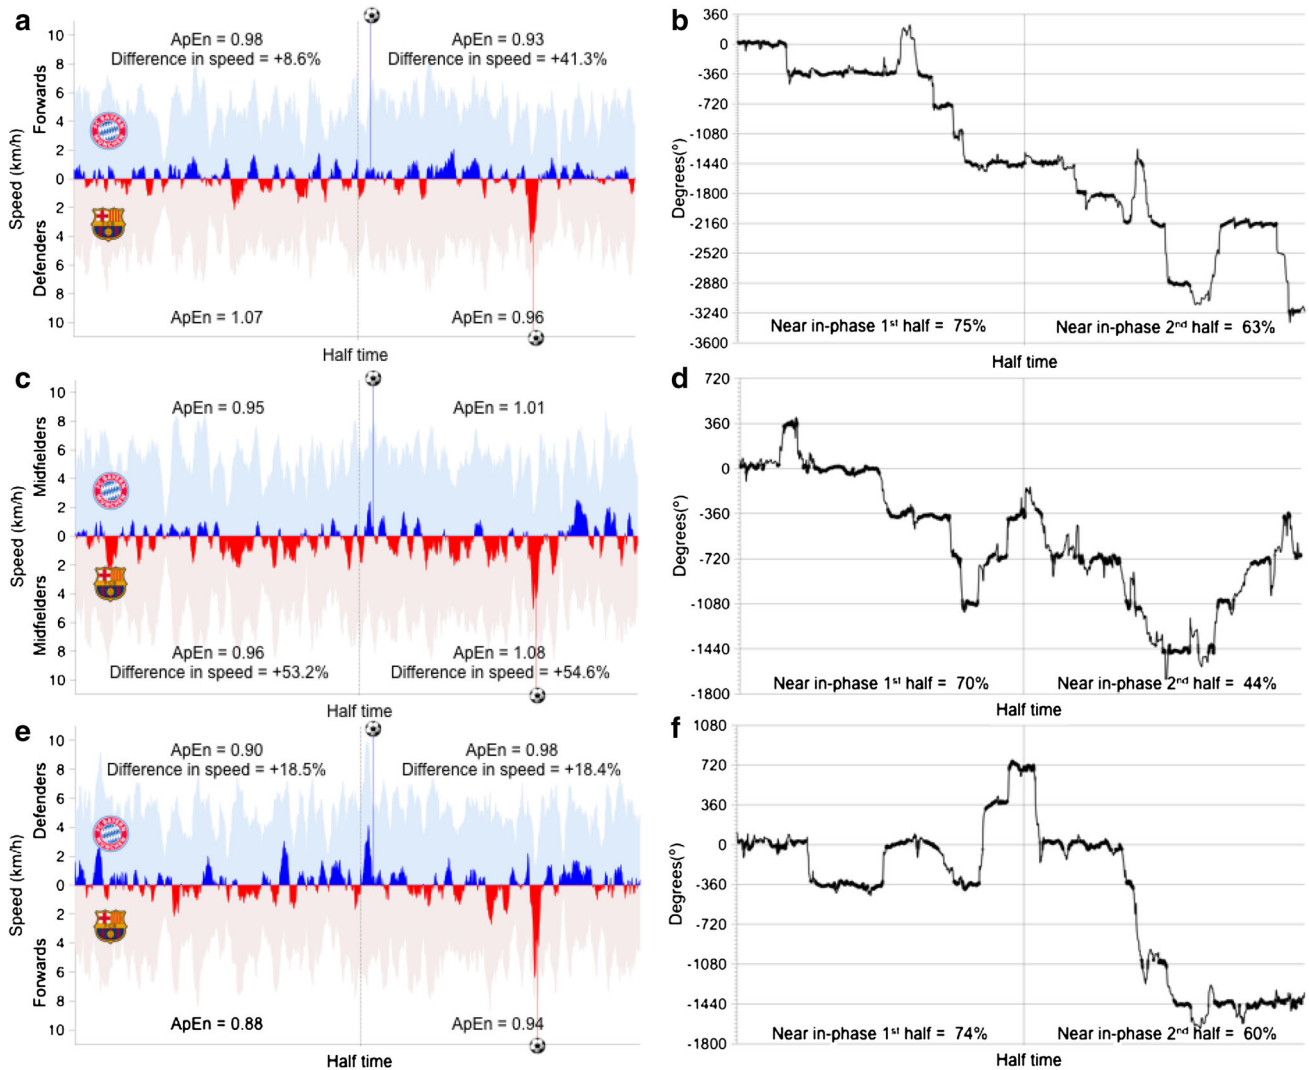 a
ApEn = 0.98
Difference in speed = +8.6%
ApEn = 0.93
Difference in speed = +41.3%
10
8
6
4
2
0
2
4
6
8
10
Forwards
Speed (km/h)
Defenders
FC BAYERN
MÜNCHEN
ApEn = 1.07
ApEn = 0.96
Half time
b
360
0
-360
-720
-1080
-1440
-1800
-2160
-2520
-2880
-3240
-3600
Degrees(°)
Near in-phase 1st half = 75%
Near in-phase 2nd half = 63%
Half time
c
ApEn = 0.95
ApEn = 1.01
10
8
6
4
2
0
2
4
6
8
10
Midfielders
Speed (km/h)
Midfielders
FC BAYERN
MÜNCHEN
ApEn = 0.96
Difference in speed = +53.2%
ApEn = 1.08
Difference in speed = +54.6%
Half time
d
720
360
0
-360
-720
-1080
-1440
-1800
Degrees(°)
Near in-phase 1st half = 70%
Near in-phase 2nd half = 44%
Half time
e
ApEn = 0.90
Difference in speed = +18.5%
ApEn = 0.98
Difference in speed = +18.4%
10
8
6
4
2
0
2
4
6
8
10
Defenders
Speed (km/h)
Forwards
FC BAYERN
MÜNCHEN
ApEn = 0.88
ApEn = 0.94
Half time
f
1080
720
360
0
-360
-720
-1080
-1440
-1800
Degrees(°)
Near in-phase 1st half = 74%
Near in-phase 2nd half = 60%
Half time